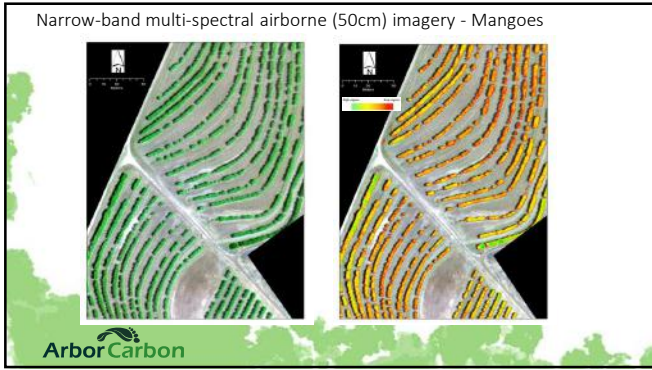 Narrow-band multi-spectral airborne (50cm) imagery - Mangoes
N
N
ArborCarbon